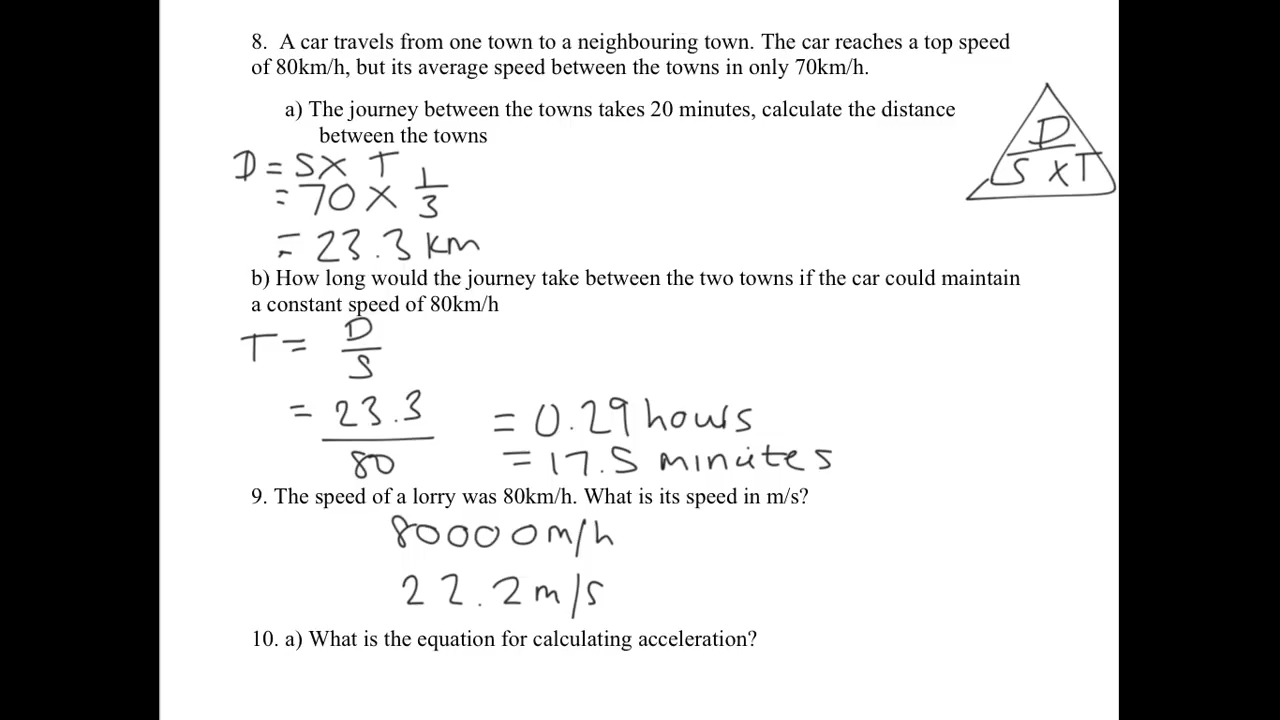 8. A car travels from one town to a neighbouring town. The car reaches a top speed
of 80km/h, but its average speed between the towns in only 70km/h.
a) The journey between the towns takes 20 minutes, calculate the distance
between the towns
D
S X T
D = S X T
= 70 X 1/3
= 23.3 km
b) How long would the journey take between the two towns if the car could maintain
a constant speed of 80km/h
T = D/S
= 23.3/80 = 0.29 hours
= 17.5 minutes
9. The speed of a lorry was 80km/h. What is its speed in m/s?
80000m/h
22.2m/s
10. a) What is the equation for calculating acceleration?